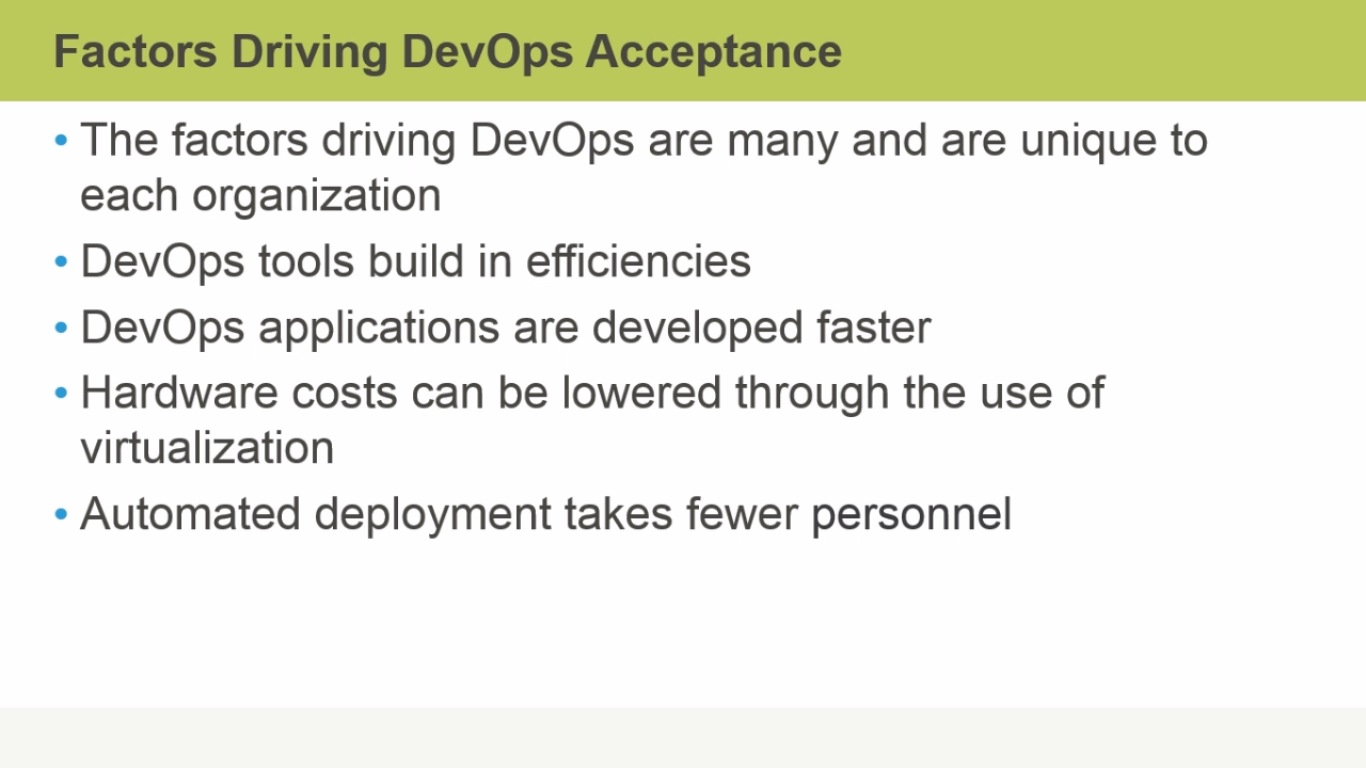 Factors Driving DevOps Acceptance
• The factors driving DevOps are many and are unique to
each organization
• DevOps tools build in efficiencies
• DevOps applications are developed faster
• Hardware costs can be lowered through the use of
virtualization
• Automated deployment takes fewer personnel